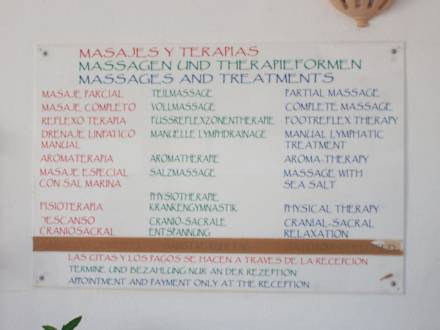 MASAJES Y TERAPIAS
MASSAGEN UND THERAPIEFORMEN
MASSAGES AND TREATMENTS
MASAJE PARCIAL TEILMASSAGE PARTIAL MASSAGE
MASAJE COMPLETO VOLLMASSAGE COMPLETE MASSAGE
REFLEXO TERAPIA FUSSREFLEXZONENTHERAPIE FOOTREFLEX THERAPY
DRENAJE LINFATICO MANUELLE LYMPHDRAINAGE MANUAL LYMPHATIC
MANUAL TREATMENT
AROMATERAPIA AROMATHERAPIE AROMA-THERAPY
MASAJE ESPECIAL SALZMASSAGE MASSAGE WITH
CON SAL MARINA SEA SALT
PHYSIOTHERAPIE
FISIOTERAPIA KRANKENGYMNASTIK PHYSICAL THERAPY
DESCANSO CRANIO-SACRALE CRANIAL-SACRAL
CRANIOSACRAL ENTSPANNUNG RELAXATION
LAS CITAS Y LOS PAGOS SE HACEN A TRAVES DE LA RECEPCION
TERMINE UND BEZAHLUNG NUR AN DER REZEPTION
APPOINTMENT AND PAYMENT ONLY AT THE RECEPTION